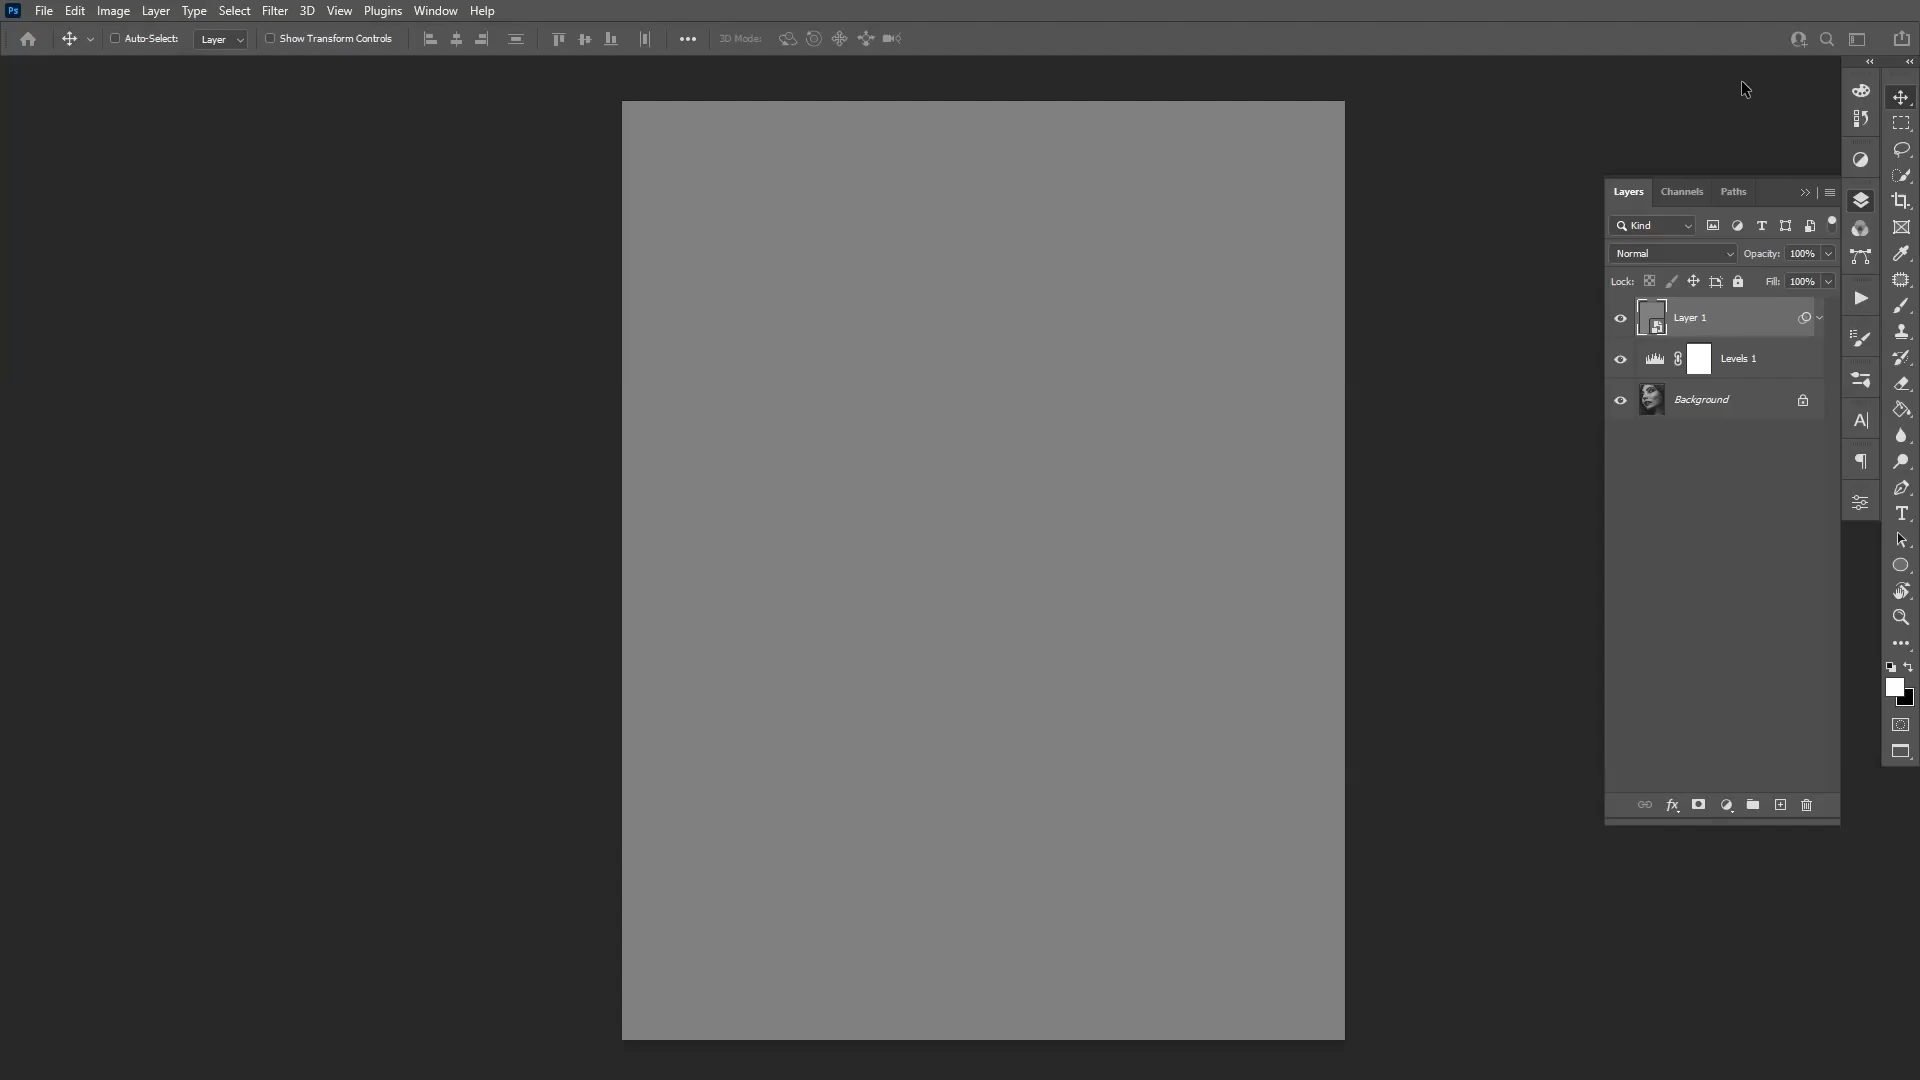 Ps File Edit Image Layer Type Select Filter 3D View Plugins Window Help
Auto-Select: Layer Show Transform Controls 3D Mode:
Layers Channels Paths
Kind
Normal Opacity: 100%
Lock: Fill: 100%
Layer 1
Levels 1
Background